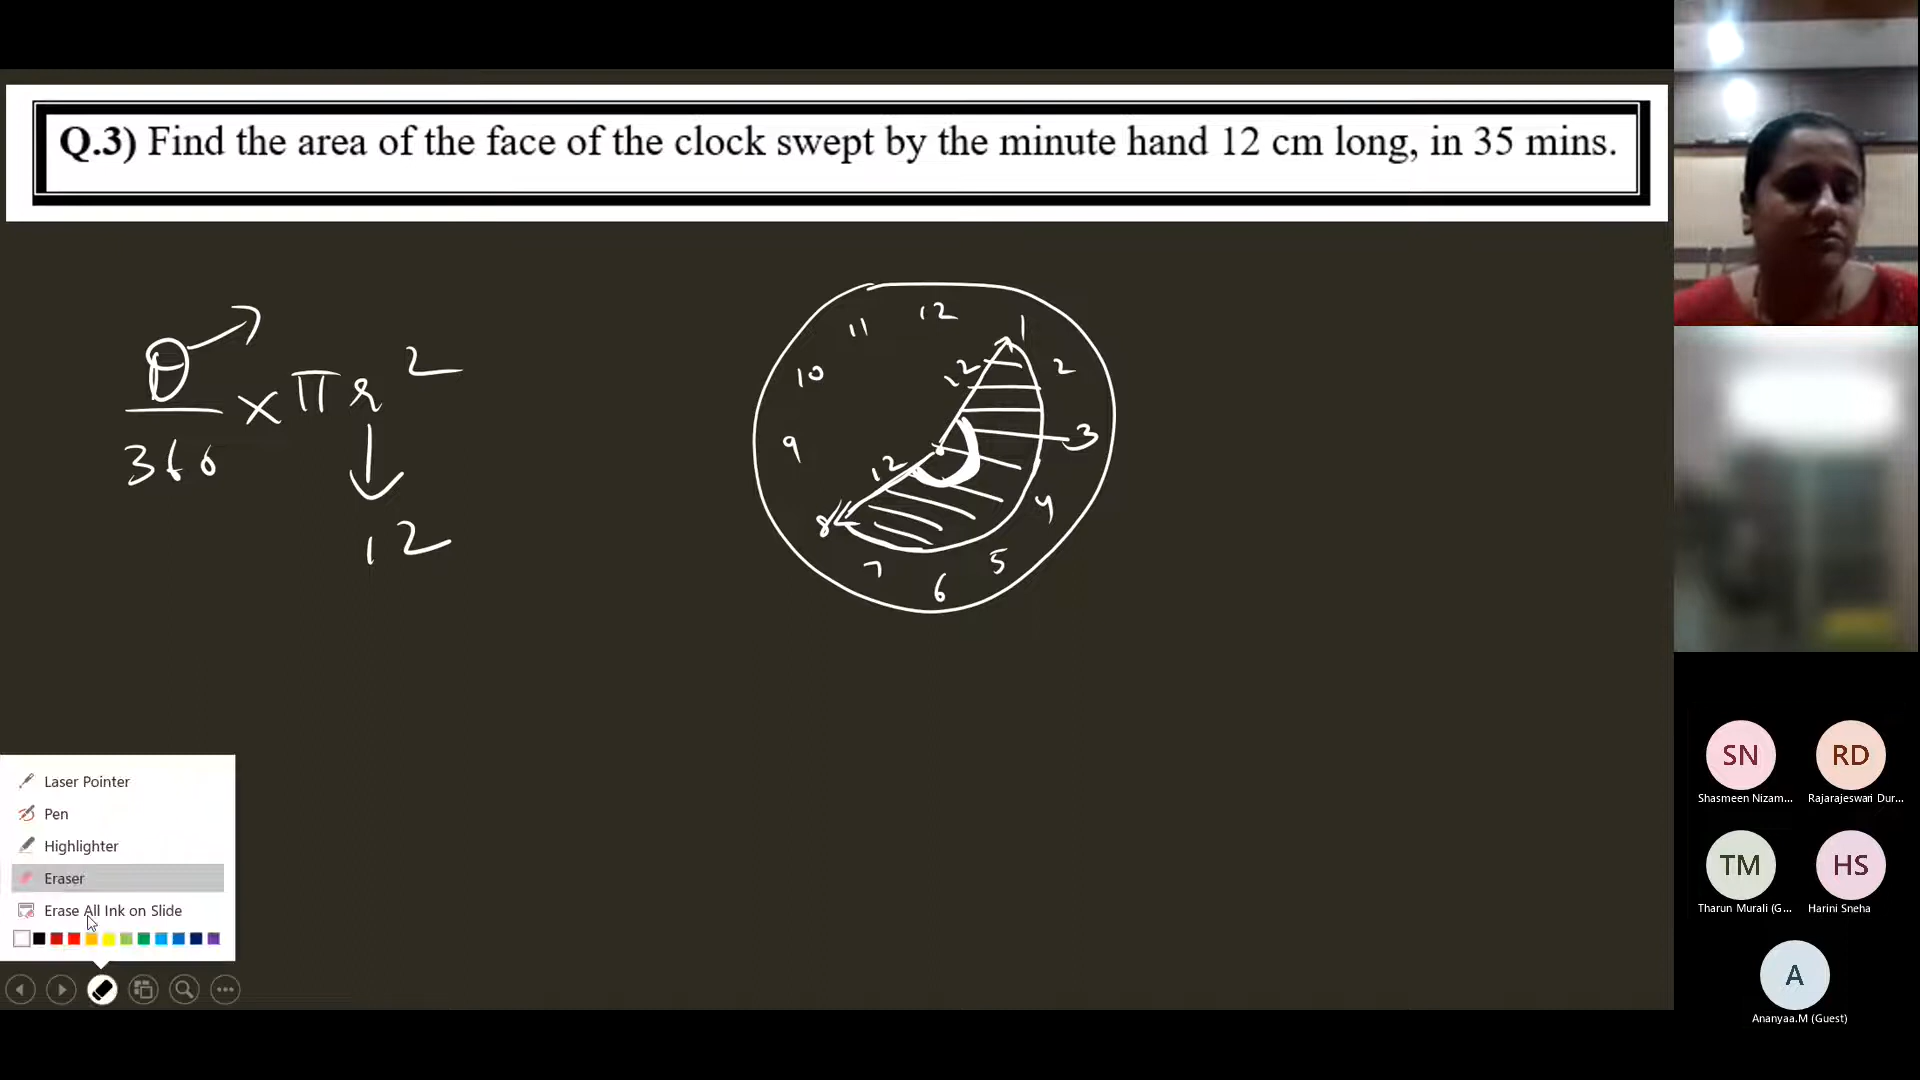 Q.3) Find the area of the face of the clock swept by the minute hand 12 cm long, in 35 mins.
θ
360 × π r 2
12
11 12 1
10 12 2
9 3
12
8 4
7 6 5
Laser Pointer
Pen
Highlighter
Eraser
Erase All Ink on Slide
SN RD
Shasmeen Nizam... Rajarajeswari Dur...
TM HS
Tharun Murali (G... Harini Sneha
A
Ananyaa.M (Guest)